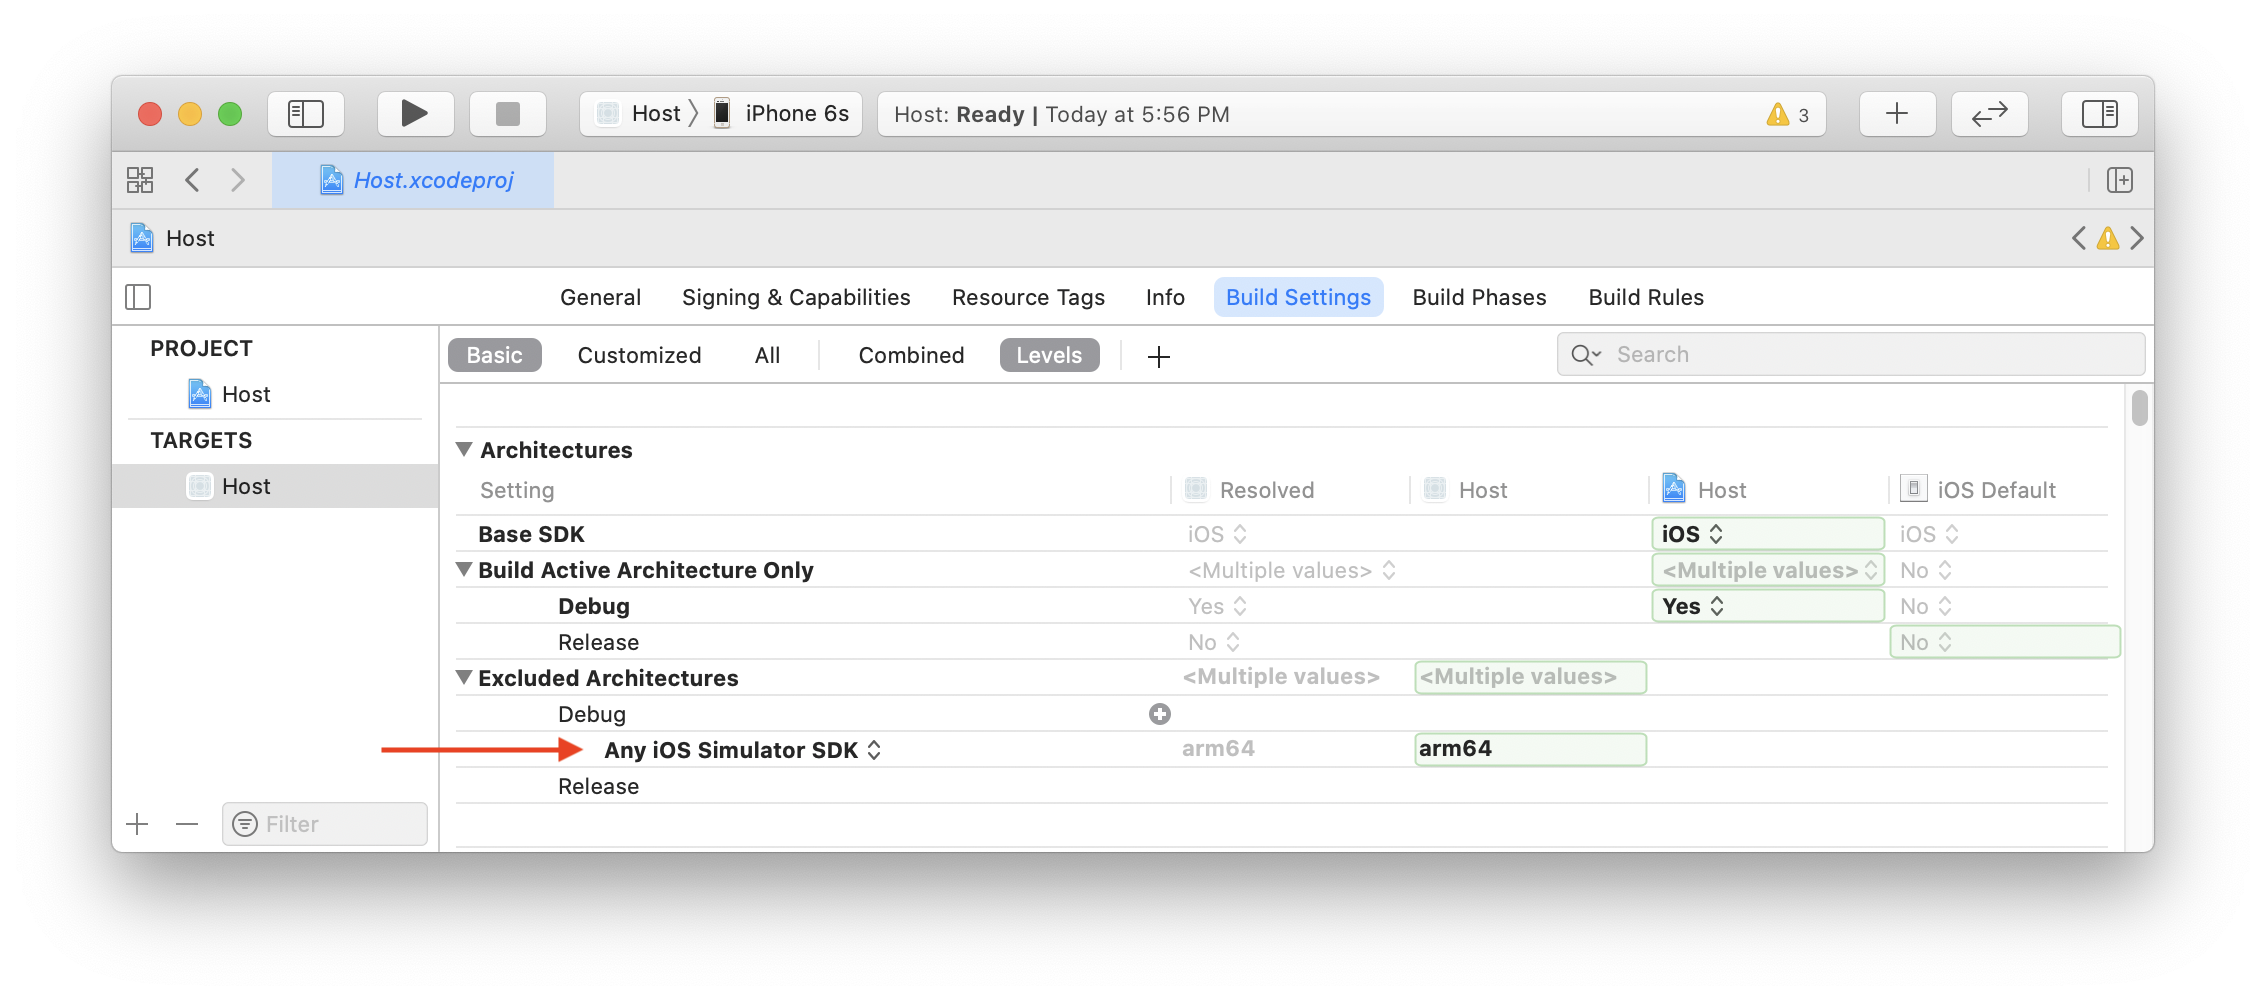 Host iPhone 6s Host: Ready | Today at 5:56 PM 3
Host.xcodeproj
Host
General Signing & Capabilities Resource Tags Info Build Settings Build Phases Build Rules
PROJECT
Host
TARGETS
Host
Filter
Basic Customized All Combined Levels Search
Architectures
Setting Resolved Host Host iOS Default
Base SDK iOS iOS iOS
Build Active Architecture Only <Multiple values> <Multiple values> No
Debug Yes Yes No
Release No No
Excluded Architectures <Multiple values> <Multiple values>
Debug
Any iOS Simulator SDK arm64 arm64
Release